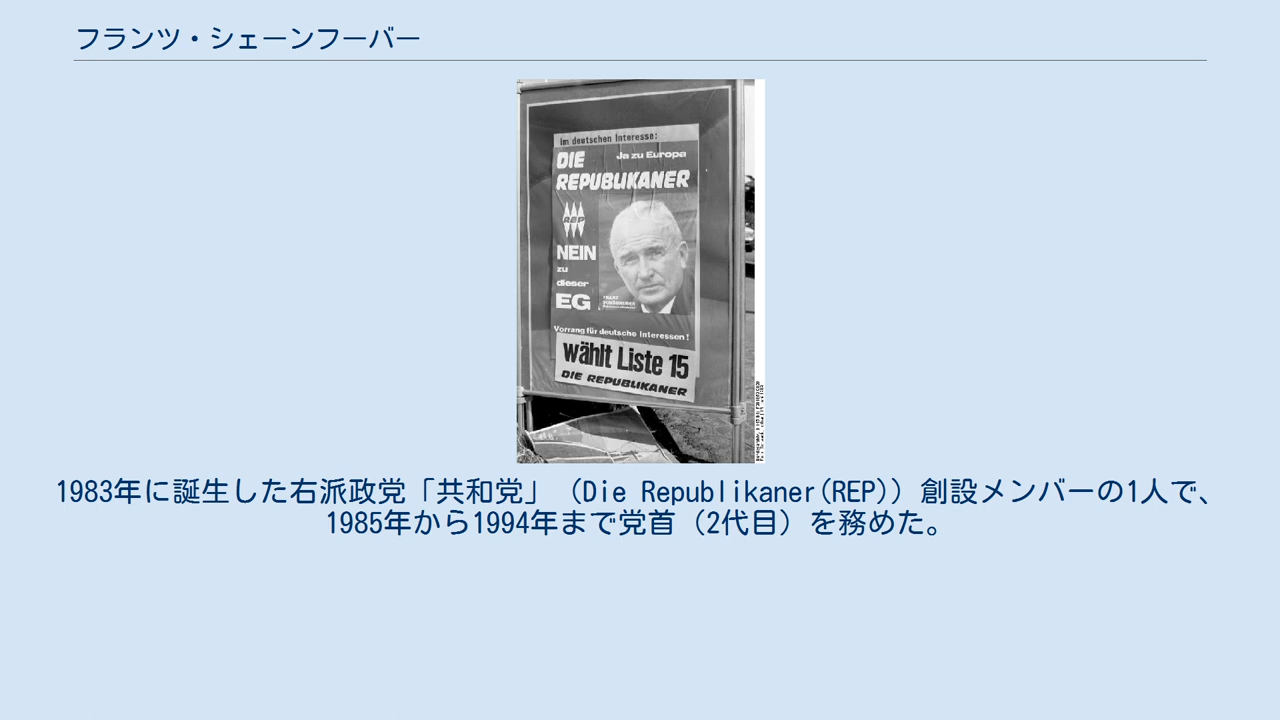 フランツ・シェーンフーバー
im deutschen Interesse:
DIE
Ja zu Europa
REPUBLIKANER
REP
NEIN
zu
dieser
EG
FRANZ
SCHÖNHUBER
Vorrang für deutsche Interessen!
wählt Liste 15
DIE REPUBLIKANER
1983年に誕生した右派政党「共和党」（Die Republikaner(REP)）創設メンバーの1人で、
1985年から1994年まで党首（2代目）を務めた。